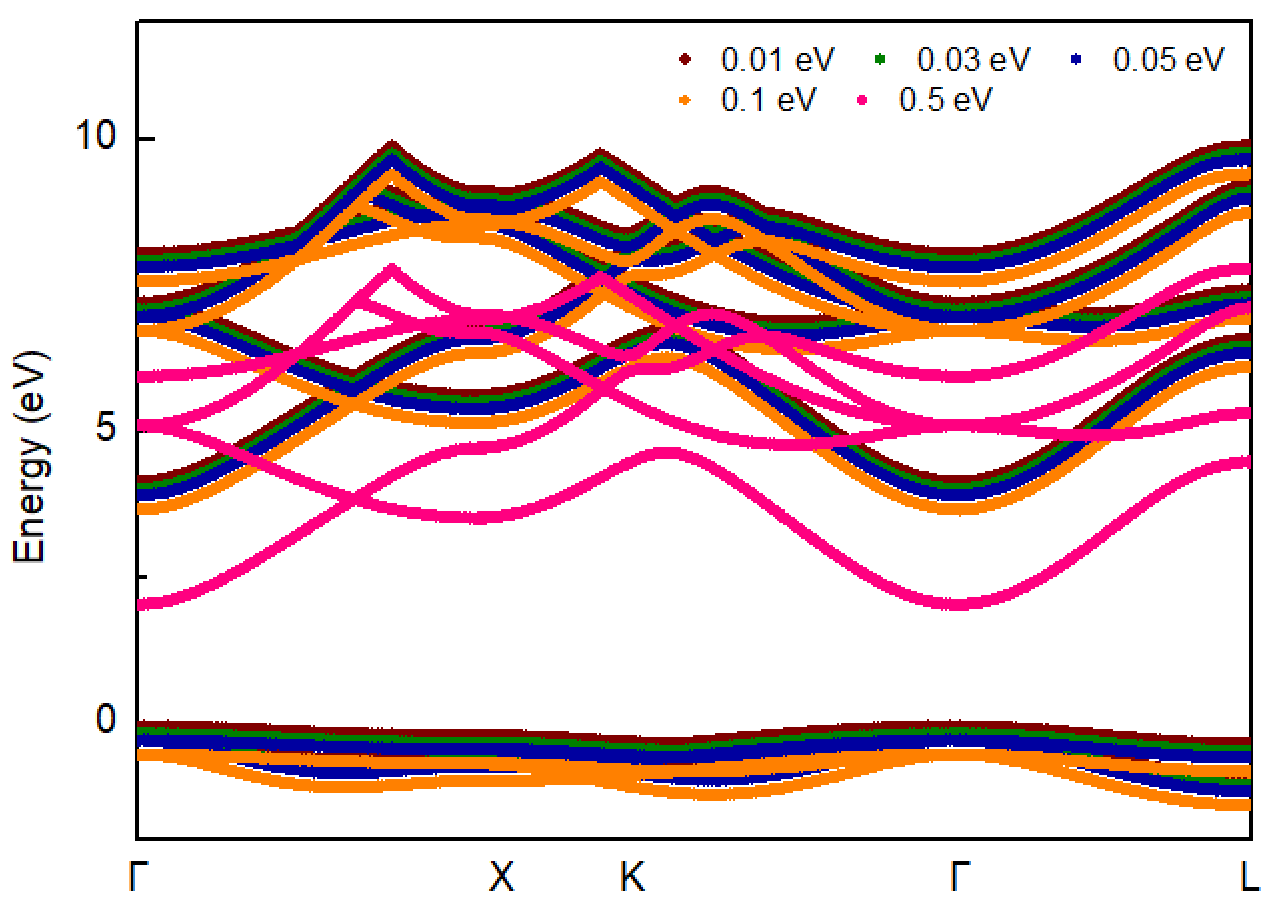 0.01 eV 0.03 eV 0.05 eV
0.1 eV 0.5 eV
10
5
0
Energy (eV)
Γ X K Γ L